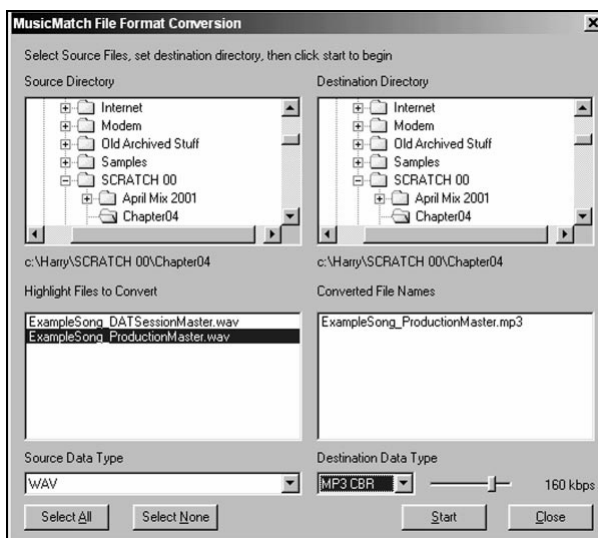 MusicMatch File Format Conversion
Select Source Files, set destination directory, then click start to begin
Source Directory
Internet
Modem
Old Archived Stuff
Samples
SCRATCH 00
April Mix 2001
Chapter04
c:\Harry\SCRATCH 00\Chapter04
Destination Directory
Internet
Modem
Old Archived Stuff
Samples
SCRATCH 00
April Mix 2001
Chapter04
c:\Harry\SCRATCH 00\Chapter04
Highlight Files to Convert
ExampleSong_DATSessionMaster.wav
ExampleSong_ProductionMaster.wav
Converted File Names
ExampleSong_ProductionMaster.mp3
Source Data Type
WAV
Destination Data Type
MP3 CBR
160 kbps
Select All
Select None
Start
Close